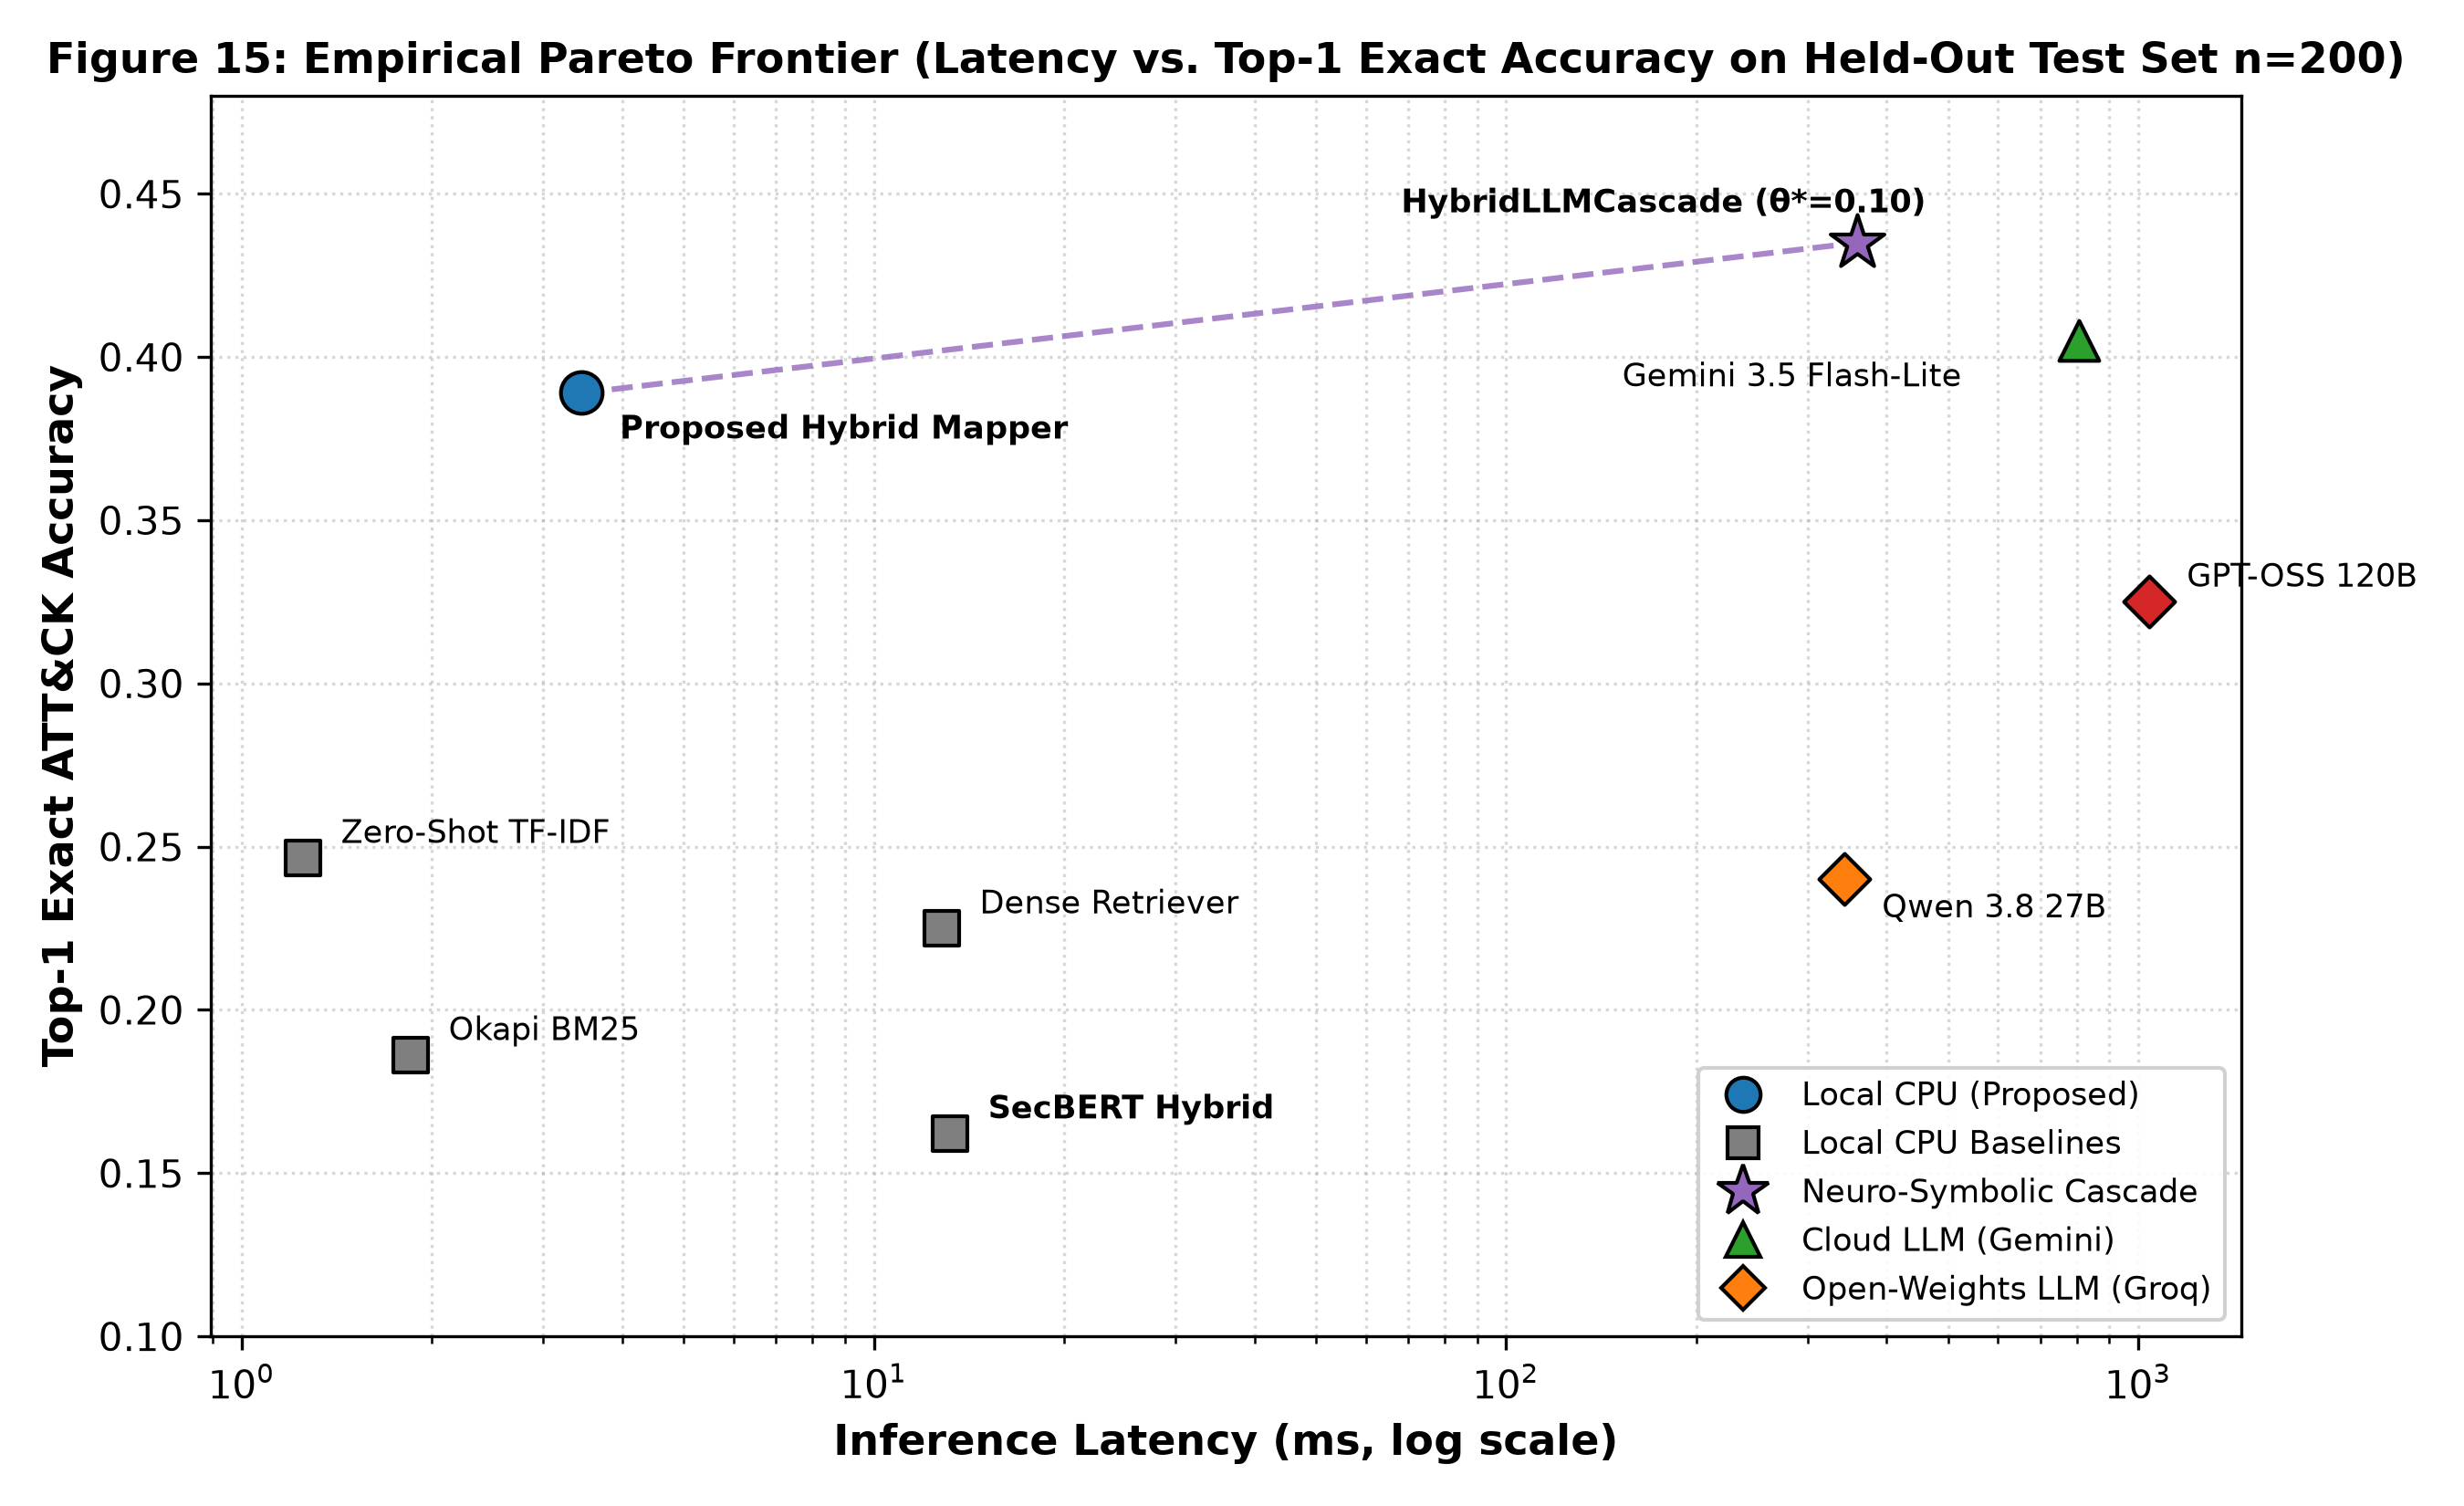 Figure 15: Empirical Pareto Frontier (Latency vs. Top-1 Exact Accuracy on Held-Out Test Set n=200)
Top-1 Exact ATT&CK Accuracy
0.45
0.40
0.35
0.30
0.25
0.20
0.15
0.10
HybridLLMCascade (θ*=0.10)
Gemini 3.5 Flash-Lite
Proposed Hybrid Mapper
GPT-OSS 120B
Zero-Shot TF-IDF
Dense Retriever
Qwen 3.8 27B
Okapi BM25
SecBERT Hybrid
Local CPU (Proposed)
Local CPU Baselines
Neuro-Symbolic Cascade
Cloud LLM (Gemini)
Open-Weights LLM (Groq)
10⁰ 10¹ 10² 10³
Inference Latency (ms, log scale)